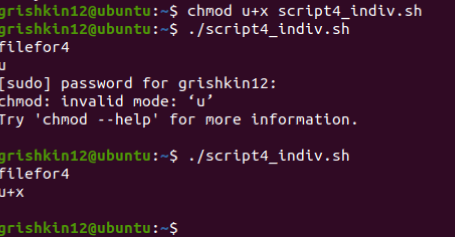 grishkin12@ubuntu:~$ chmod u+x script4_indiv.sh
grishkin12@ubuntu:~$ ./script4_indiv.sh
filefor4
u
[sudo] password for grishkin12:
chmod: invalid mode: ‘u’
Try 'chmod --help' for more information.
grishkin12@ubuntu:~$ ./script4_indiv.sh
filefor4
u+x
grishkin12@ubuntu:~$